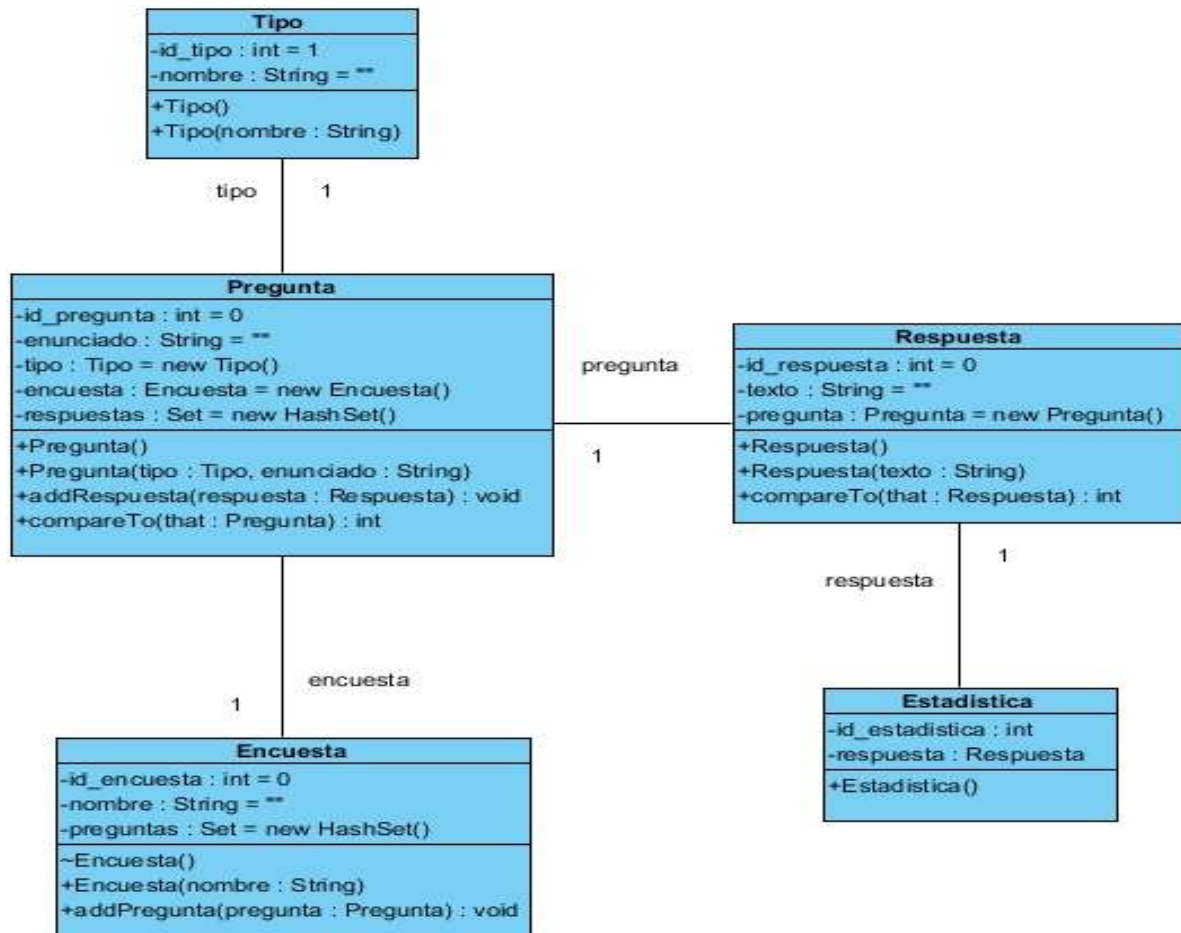 Tipo
-id_tipo : int = 1
-nombre : String = ""
+Tipo()
+Tipo(nombre : String)
tipo
1
Pregunta
-id_pregunta : int = 0
-enunciado : String = ""
-tipo : Tipo = new Tipo()
-encuesta : Encuesta = new Encuesta()
-respuestas : Set = new HashSet()
+Pregunta()
+Pregunta(tipo : Tipo, enunciado : String)
+addRespuesta(respuesta : Respuesta) : void
+compareTo(that : Pregunta) : int
pregunta
1
Respuesta
-id_respuesta : int = 0
-texto : String = ""
-pregunta : Pregunta = new Pregunta()
+Respuesta()
+Respuesta(texto : String)
+compareTo(that : Respuesta) : int
1
respuesta
encuesta
1
Encuesta
-id_encuesta : int = 0
-nombre : String = ""
-preguntas : Set = new HashSet()
~Encuesta()
+Encuesta(nombre : String)
+addPregunta(pregunta : Pregunta) : void
Estadistica
-id_estadistica : int
-respuesta : Respuesta
+Estadistica()